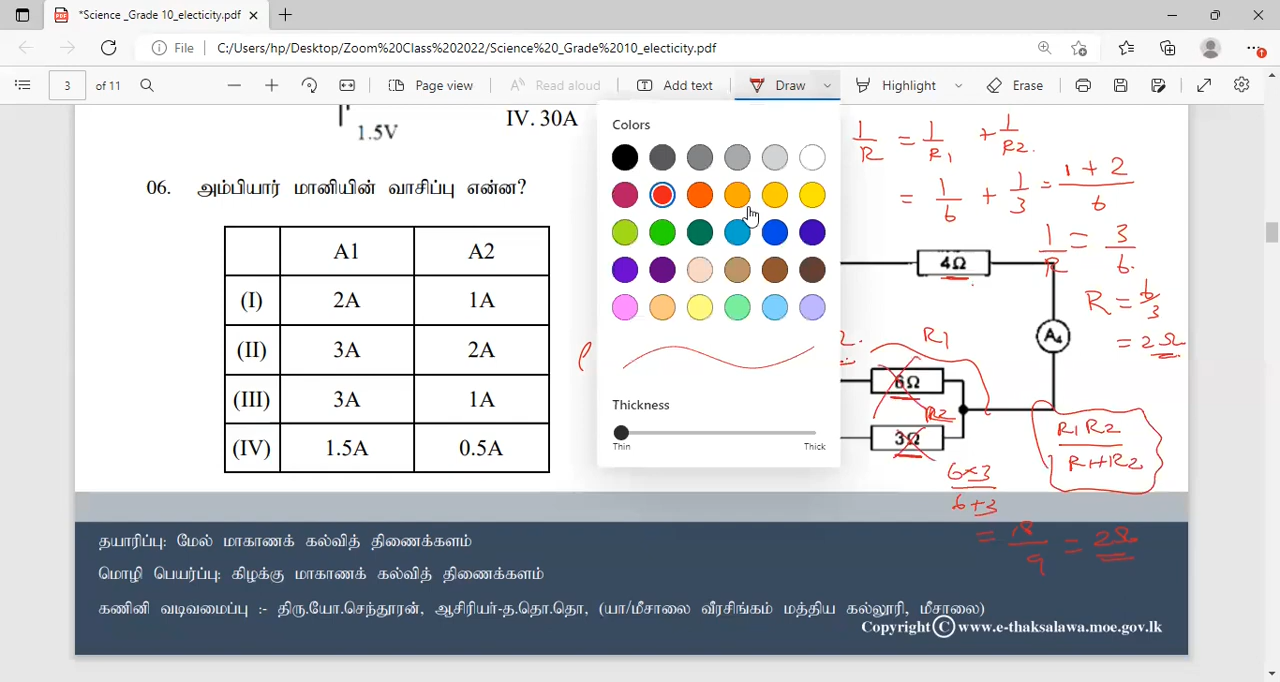 *Science _Grade 10_electicity.pdf
File
C:/Users/hp/Desktop/Zoom%20Class%202022/Science%20_Grade%2010_electicity.pdf
3 of 11
Page view
Read aloud
Add text
Draw
Highlight
Erase
1.5V
IV. 30A
06. அம்பியார் மானியின் வாசிப்பு என்ன?
A1 A2
(I) 2A 1A
(II) 3A 2A
(III) 3A 1A
(IV) 1.5A 0.5A
Colors
Thickness
Thin Thick
1/R = 1/R1 + 1/R2.
= 1/6 + 1/3 = 1+2/6
1/R = 3/6.
R = 6/3
= 2Ω
4Ω
A4
R1
6Ω
R2
3Ω
R1R2
R1+R2
6×3
6+3
= 18/9 = 2Ω
தயாரிப்பு: மேல் மாகாணக் கல்வித் திணைக்களம்
மொழி பெயர்ப்பு: கிழக்கு மாகாணக் கல்வித் திணைக்களம்
கணினி வடிவமைப்பு :- திரு.யோ.செந்தூரன், ஆசிரியர்-த.தொ.தொ, (யா/மீசாலை வீரசிங்கம் மத்திய கல்லூரி, மீசாலை)
Copyright © www.e-thaksalawa.moe.gov.lk